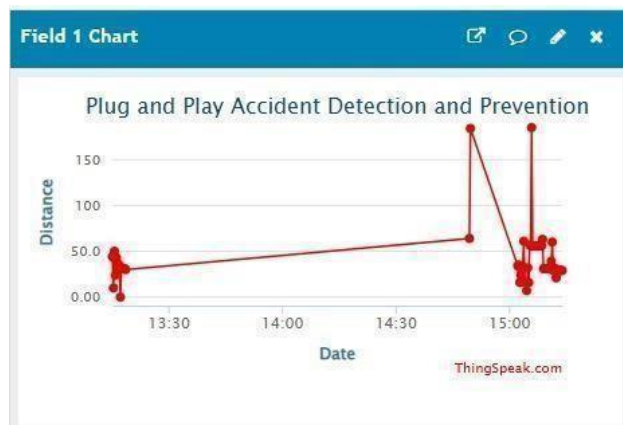 Field 1 Chart
Plug and Play Accident Detection and Prevention
Distance
150
100
50.0
0.00
13:30 14:00 14:30 15:00
Date
ThingSpeak.com